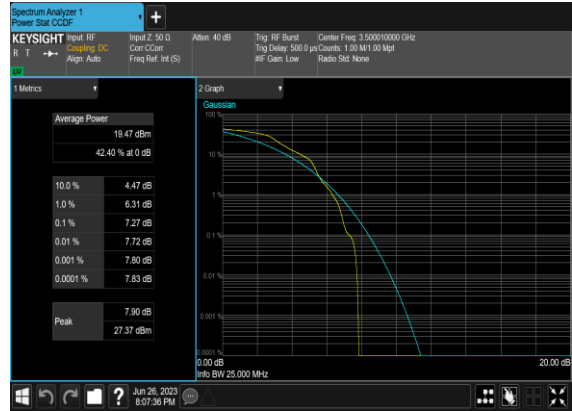 Spectrum Analyzer 1
Power Stat CCDF
+
KEYSIGHT
R T
LV
Input: RF
Coupling: DC
Align: Auto
Input Z: 50 Ω
Corr CCorr
Freq Ref: Int (S)
Atten: 40 dB
Trig: RF Burst
Trig Delay: 500.0 µs
#IF Gain: Low
Center Freq: 3.500010000 GHz
Counts: 1.00 M/1.00 Mpt
Radio Std: None
1 Metrics
Average Power
19.47 dBm
42.40 % at 0 dB
10.0 % 4.47 dB
1.0 % 6.31 dB
0.1 % 7.27 dB
0.01 % 7.72 dB
0.001 % 7.80 dB
0.0001 % 7.83 dB
Peak
7.90 dB
27.37 dBm
2 Graph
Gaussian
100 %
10 %
1 %
0.1 %
0.01 %
0.001 %
0.0001 %
0.00 dB
20.00 dB
Info BW 25.000 MHz
?
Jun 26, 2023
8:07:36 PM